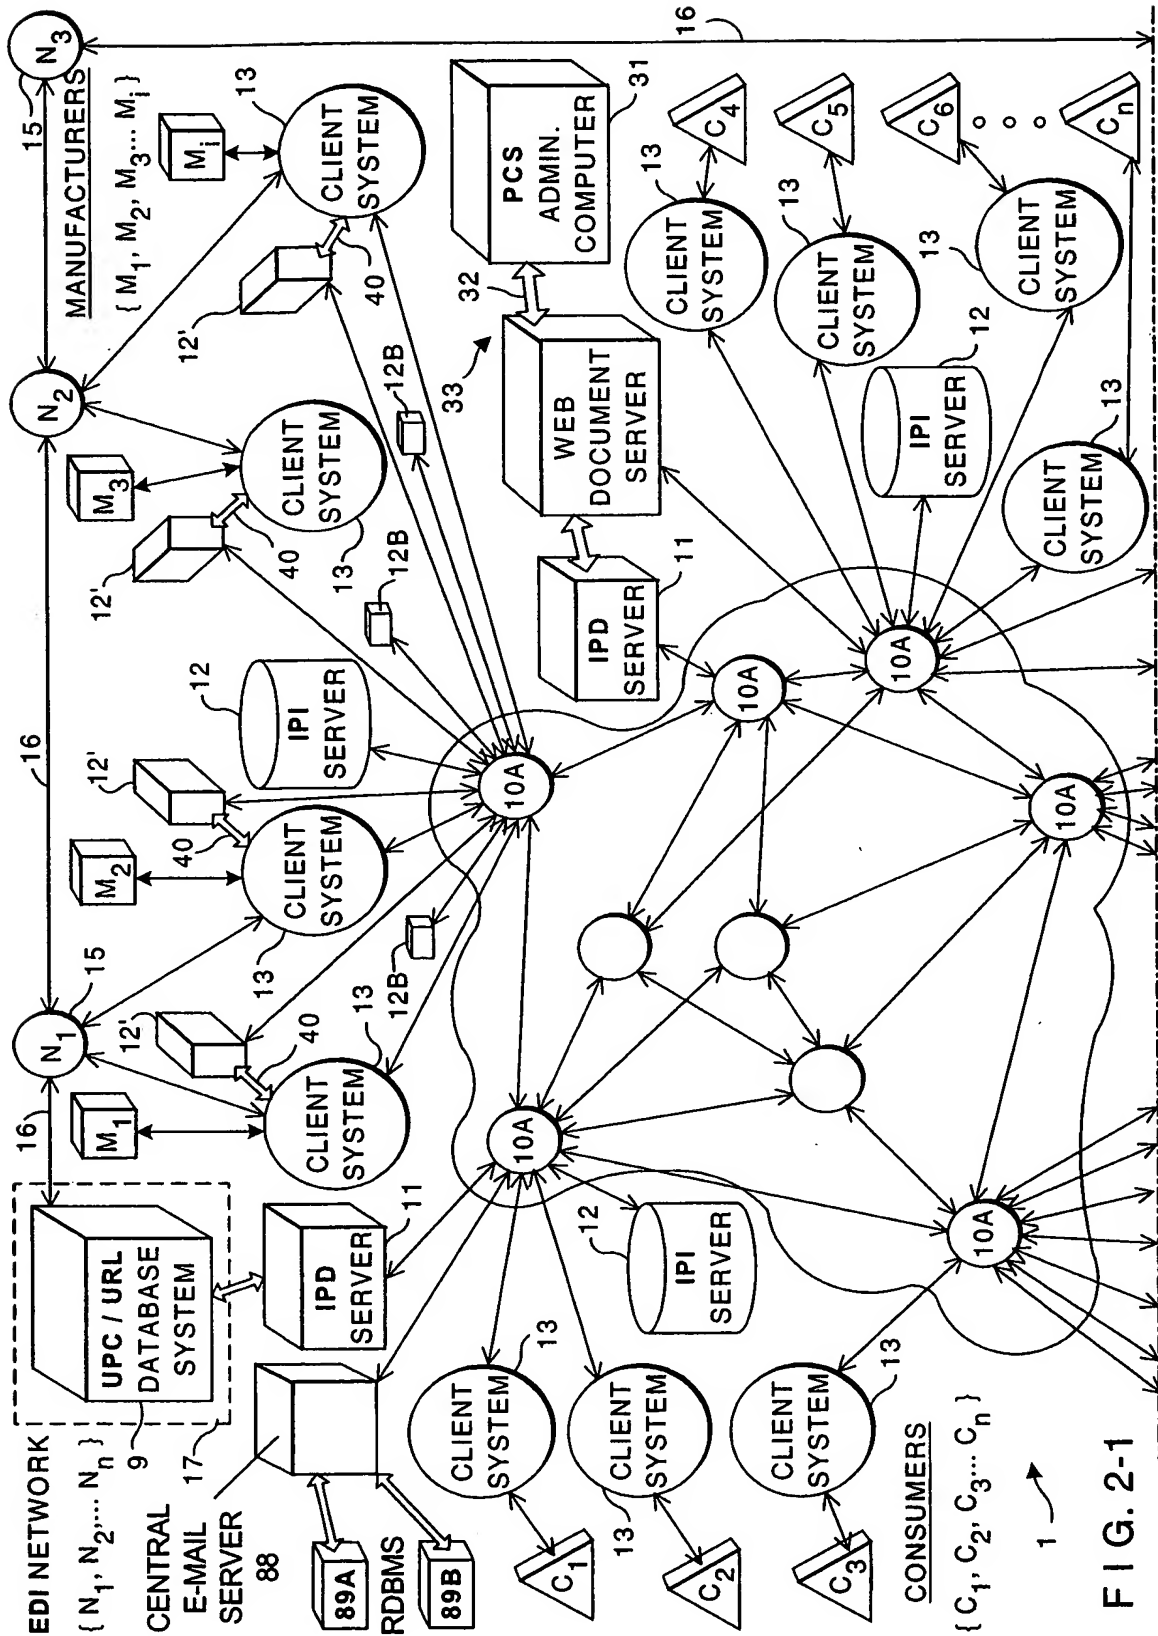 EDI NETWORK
{ N1, N2,... Nn }
9
17
UPC / URL
DATABASE
SYSTEM
16
N1
15
16
N2
15
N3
MANUFACTURERS
{ M1, M2, M3... Mi }
16
CENTRAL
E-MAIL
SERVER
88
89A
RDBMS
89B
IPD
SERVER
11
M1
CLIENT
SYSTEM
13
12'
40
12B
M2
CLIENT
SYSTEM
13
12'
40
IPI
SERVER
12
12B
M3
CLIENT
SYSTEM
13
12'
40
12B
Mi
CLIENT
SYSTEM
13
12'
40
10A
33
IPD
SERVER
11
WEB
DOCUMENT
SERVER
32
PCS
ADMIN.
COMPUTER
31
C1
CLIENT
SYSTEM
13
C2
CLIENT
SYSTEM
13
C3
CLIENT
SYSTEM
13
IPI
SERVER
12
10A
10A
10A
10A
10A
CLIENT
SYSTEM
13
C4
CLIENT
SYSTEM
13
C5
IPI
SERVER
12
CLIENT
SYSTEM
13
C6
CLIENT
SYSTEM
13
Cn
CONSUMERS
{ C1, C2, C3... Cn }
1
FIG. 2-1